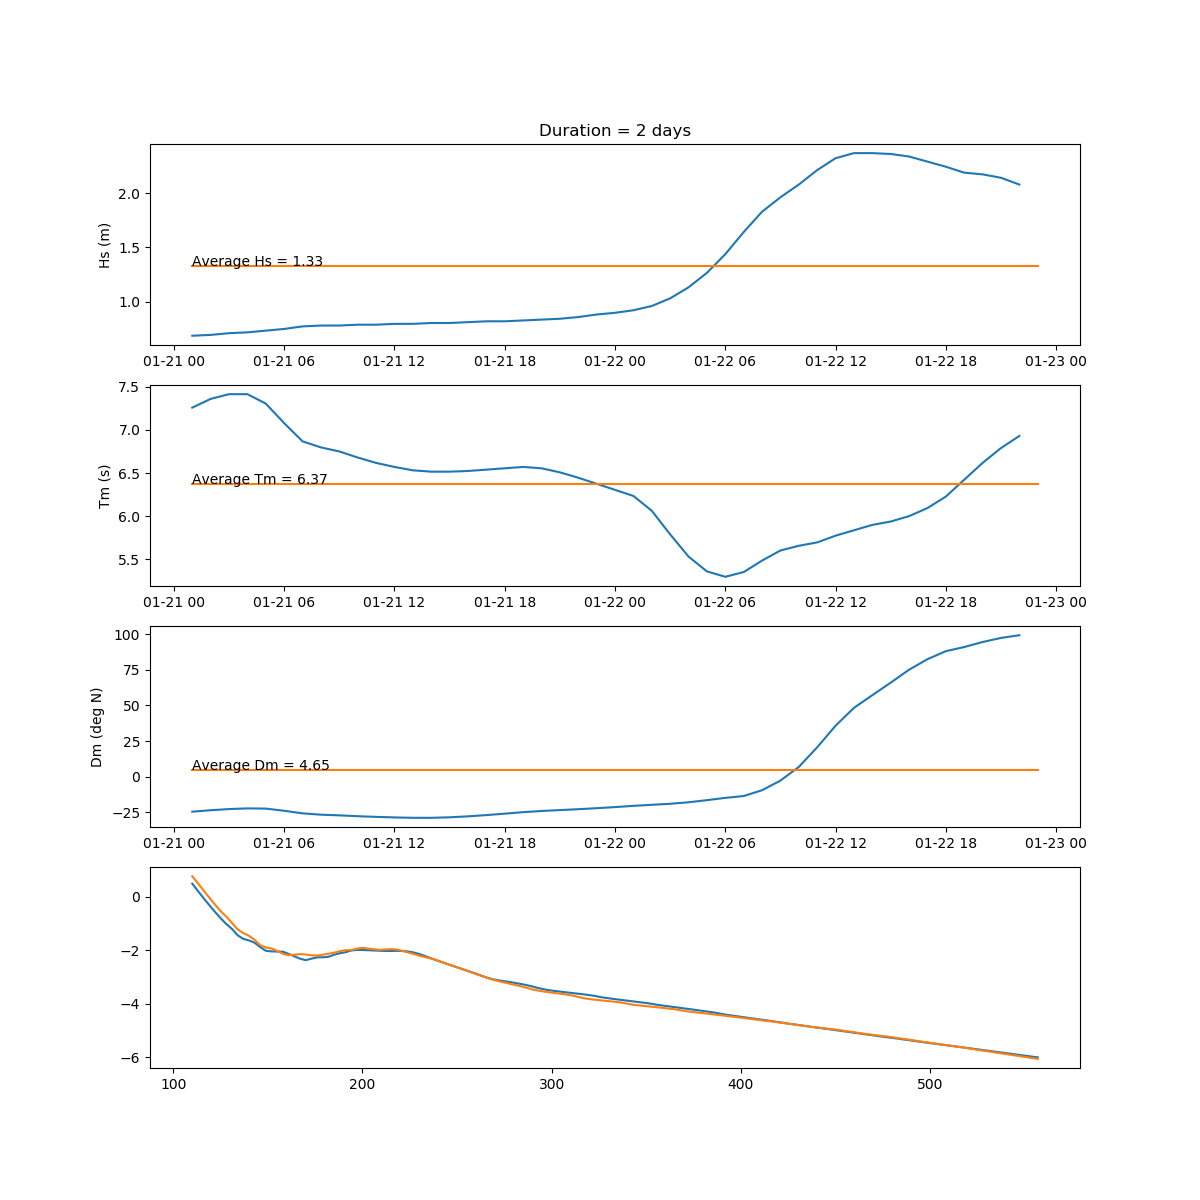 Duration = 2 days
Hs (m)
2.0
1.5
1.0
Average Hs = 1.33
01-21 00 01-21 06 01-21 12 01-21 18 01-22 00 01-22 06 01-22 12 01-22 18 01-23 00
Tm (s)
7.5
7.0
6.5
6.0
5.5
Average Tm = 6.37
01-21 00 01-21 06 01-21 12 01-21 18 01-22 00 01-22 06 01-22 12 01-22 18 01-23 00
Dm (deg N)
100
75
50
25
0
−25
Average Dm = 4.65
01-21 00 01-21 06 01-21 12 01-21 18 01-22 00 01-22 06 01-22 12 01-22 18 01-23 00
0
−2
−4
−6
100 200 300 400 500